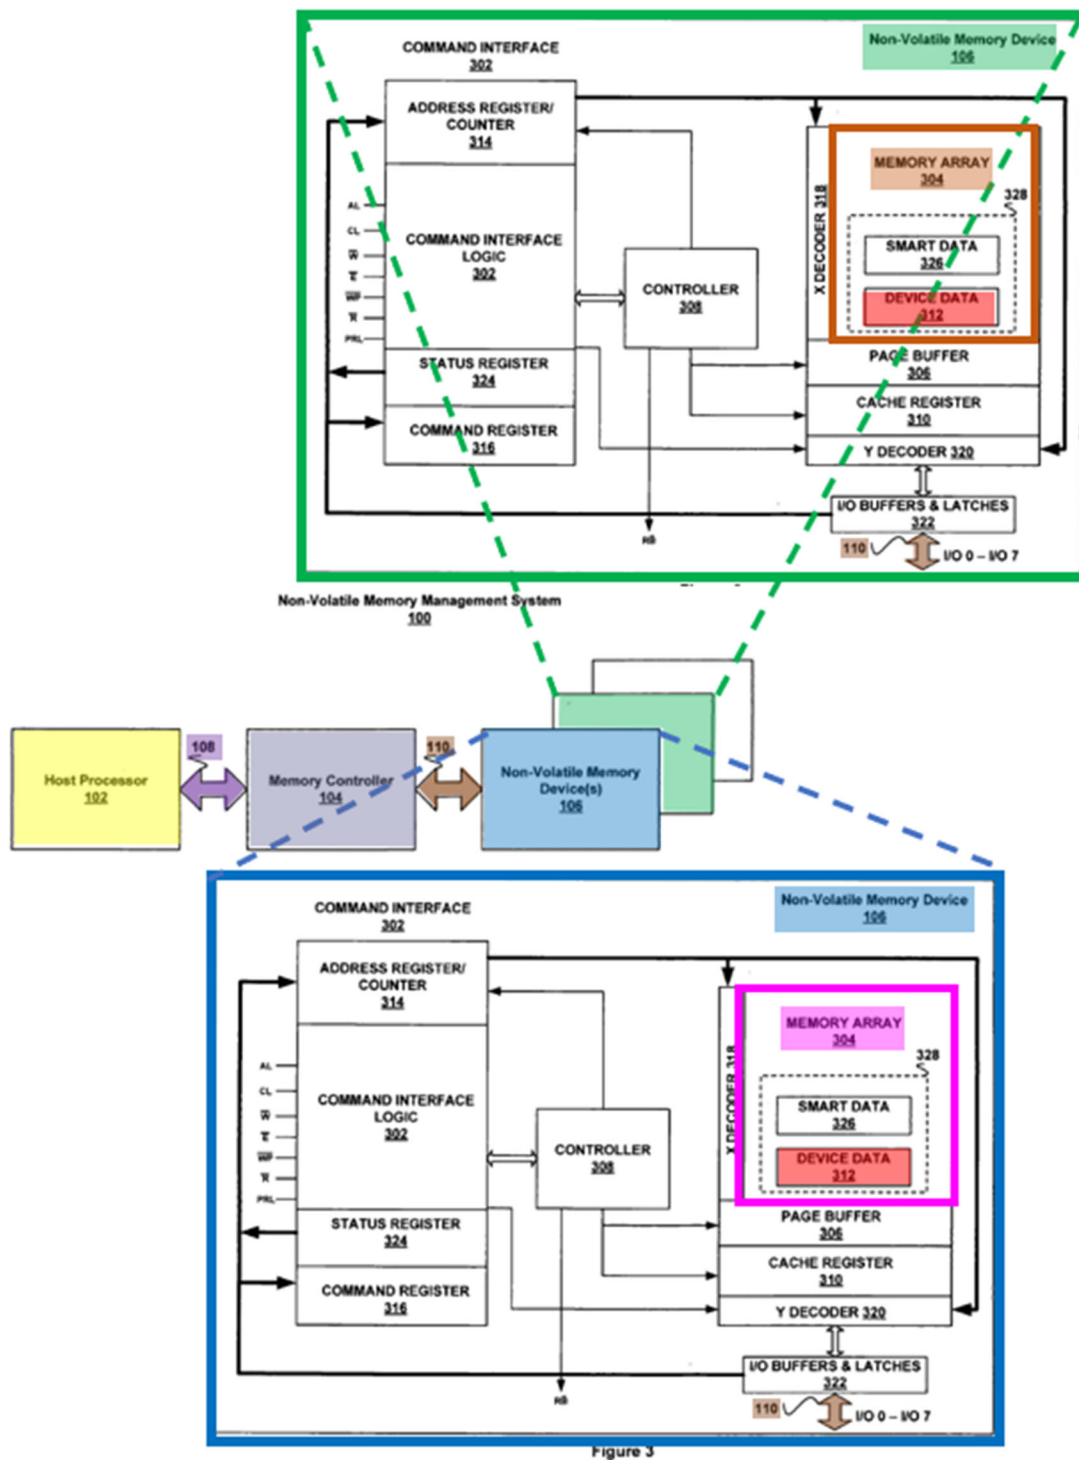 Non-Volatile Memory Device
106
COMMAND INTERFACE
302
ADDRESS REGISTER/
COUNTER
314
AL
CL
W
E
WP
R
PRL
COMMAND INTERFACE
LOGIC
302
STATUS REGISTER
324
COMMAND REGISTER
316
CONTROLLER
308
X DECODER 318
MEMORY ARRAY
304
328
SMART DATA
326
DEVICE DATA
312
PAGE BUFFER
306
CACHE REGISTER
310
Y DECODER 320
I/O BUFFERS & LATCHES
322
RB
110
I/O 0 – I/O 7
Non-Volatile Memory Management System
100
Host Processor
102
108
Memory Controller
104
110
Non-Volatile Memory
Device(s)
106
Non-Volatile Memory Device
106
COMMAND INTERFACE
302
ADDRESS REGISTER/
COUNTER
314
AL
CL
W
E
WP
R
PRL
COMMAND INTERFACE
LOGIC
302
STATUS REGISTER
324
COMMAND REGISTER
316
CONTROLLER
308
X DECODER 318
MEMORY ARRAY
304
328
SMART DATA
326
DEVICE DATA
312
PAGE BUFFER
306
CACHE REGISTER
310
Y DECODER 320
I/O BUFFERS & LATCHES
322
RB
110
I/O 0 – I/O 7
Figure 3